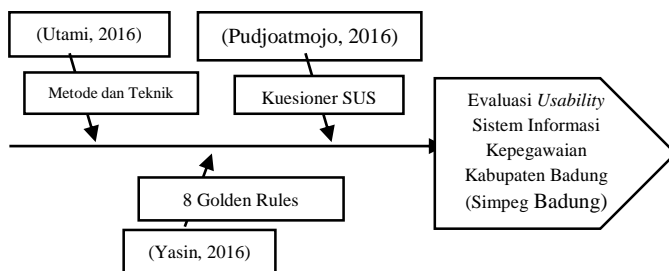 (Utami, 2016)
Metode dan Teknik
(Pudjoatmojo, 2016)
Kuesioner SUS
8 Golden Rules
(Yasin, 2016)
Evaluasi Usability
Sistem Informasi
Kepegawaian
Kabupaten Badung
(Simpeg Badung)